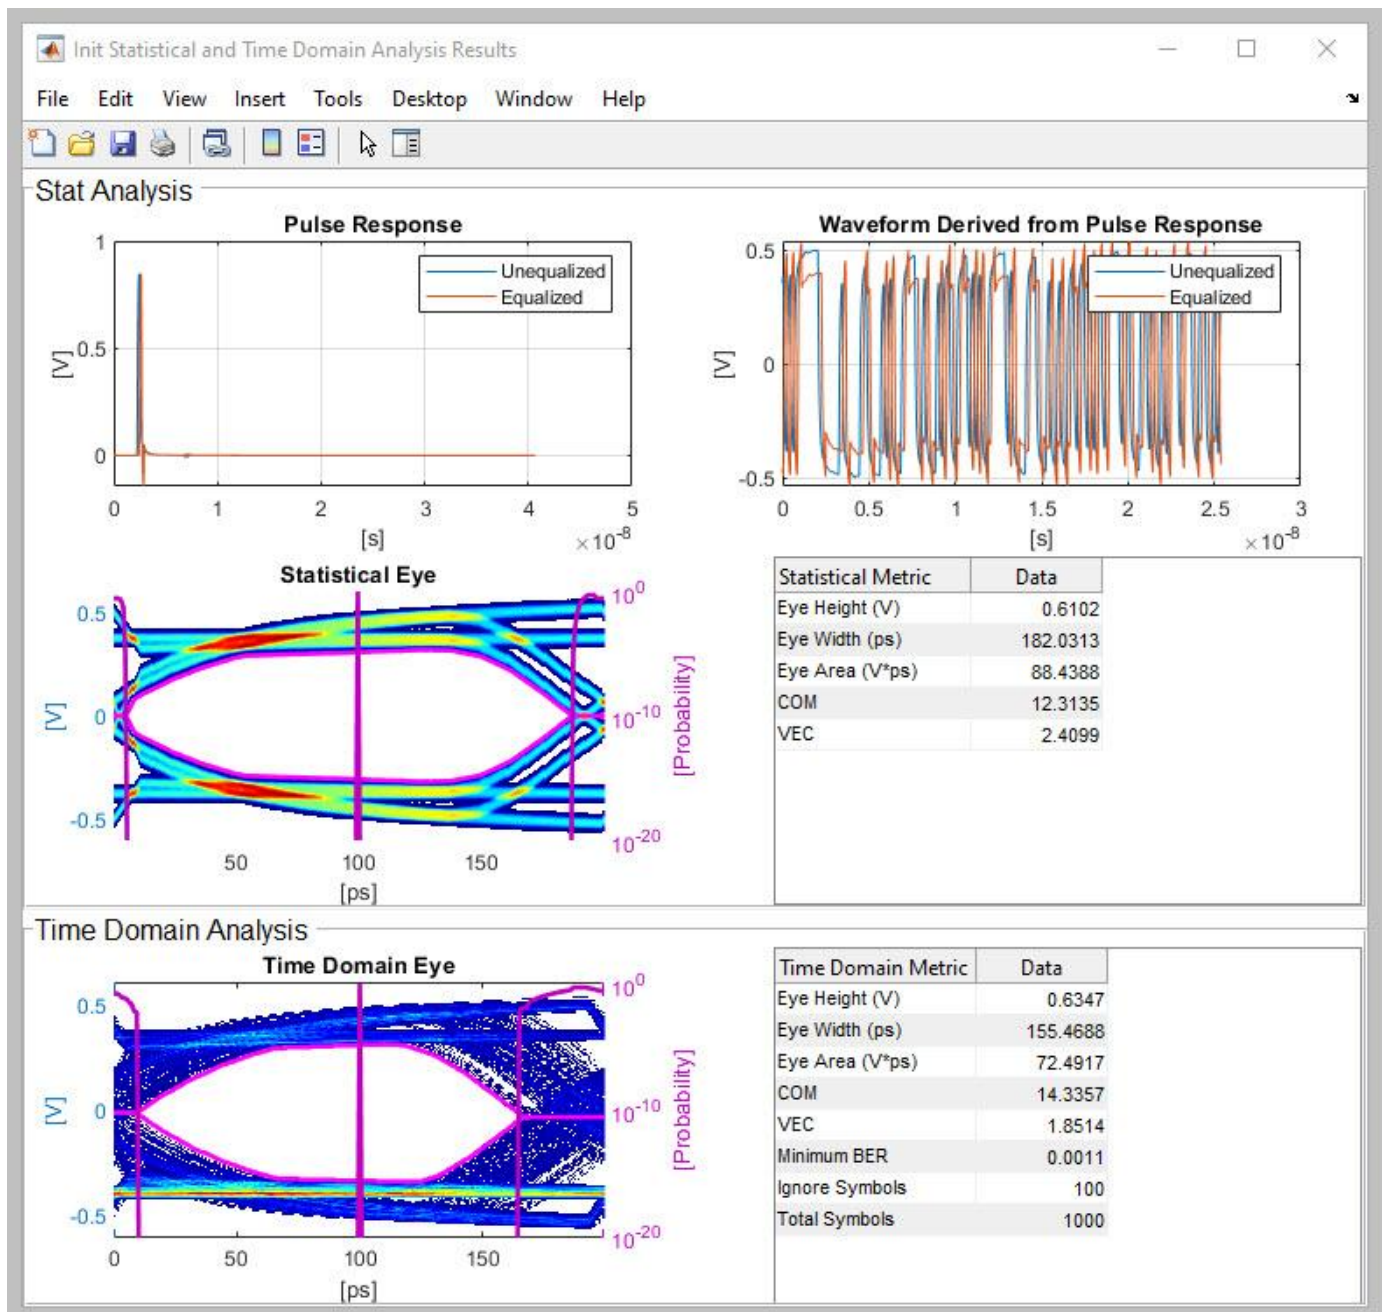 Init Statistical and Time Domain Analysis Results
File Edit View Insert Tools Desktop Window Help
Stat Analysis
Pulse Response
1
0.5
0
[V]
Unequalized
Equalized
0 1 2 3 4 5
[s]
×10-8
Waveform Derived from Pulse Response
0.5
0
-0.5
[V]
Unequalized
Equalized
0 0.5 1 1.5 2 2.5 3
[s]
×10-8
Statistical Eye
0.5
0
-0.5
[V]
100
10-10
10-20
[Probability]
50 100 150
[ps]
Statistical Metric Data
Eye Height (V) 0.6102
Eye Width (ps) 182.0313
Eye Area (V*ps) 88.4388
COM 12.3135
VEC 2.4099
Time Domain Analysis
Time Domain Eye
0.5
0
-0.5
[V]
100
10-10
10-20
[Probability]
0 50 100 150
[ps]
Time Domain Metric Data
Eye Height (V) 0.6347
Eye Width (ps) 155.4688
Eye Area (V*ps) 72.4917
COM 14.3357
VEC 1.8514
Minimum BER 0.0011
Ignore Symbols 100
Total Symbols 1000